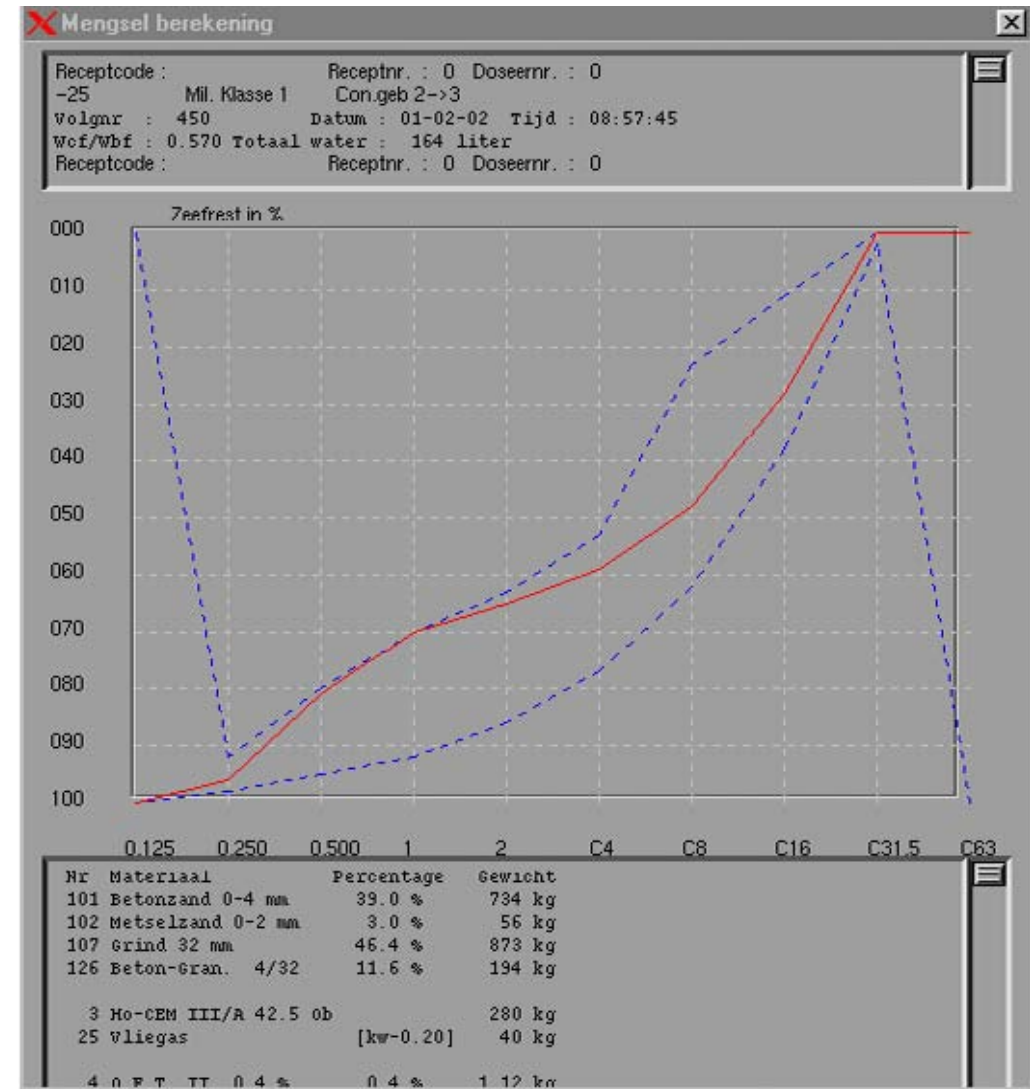 Mengsel berekening
Receptcode : Receptnr. : 0 Doseernr. : 0
-25 Mil. Klasse 1 Con.geb 2->3
Volgnr : 450 Datum : 01-02-02 Tijd : 08:57:45
Wcf/Wbf : 0.570 Totaal water : 164 liter
Receptcode : Receptnr. : 0 Doseernr. : 0
Zeefrest in %
000
010
020
030
040
050
060
070
080
090
100
0.125 0.250 0.500 1 2 C4 C8 C16 C31.5 C63
Nr Materiaal Percentage Gewicht
101 Betonzand 0-4 mm 39.0 % 734 kg
102 Metselzand 0-2 mm 3.0 % 56 kg
107 Grind 32 mm 46.4 % 873 kg
126 Beton-Gran. 4/32 11.6 % 194 kg
3 Ho-CEM III/A 42.5 0b 280 kg
25 Vliegas [kw-0.20] 40 kg
4 O F T II 0.4 % 0.4 % 1.12 kg